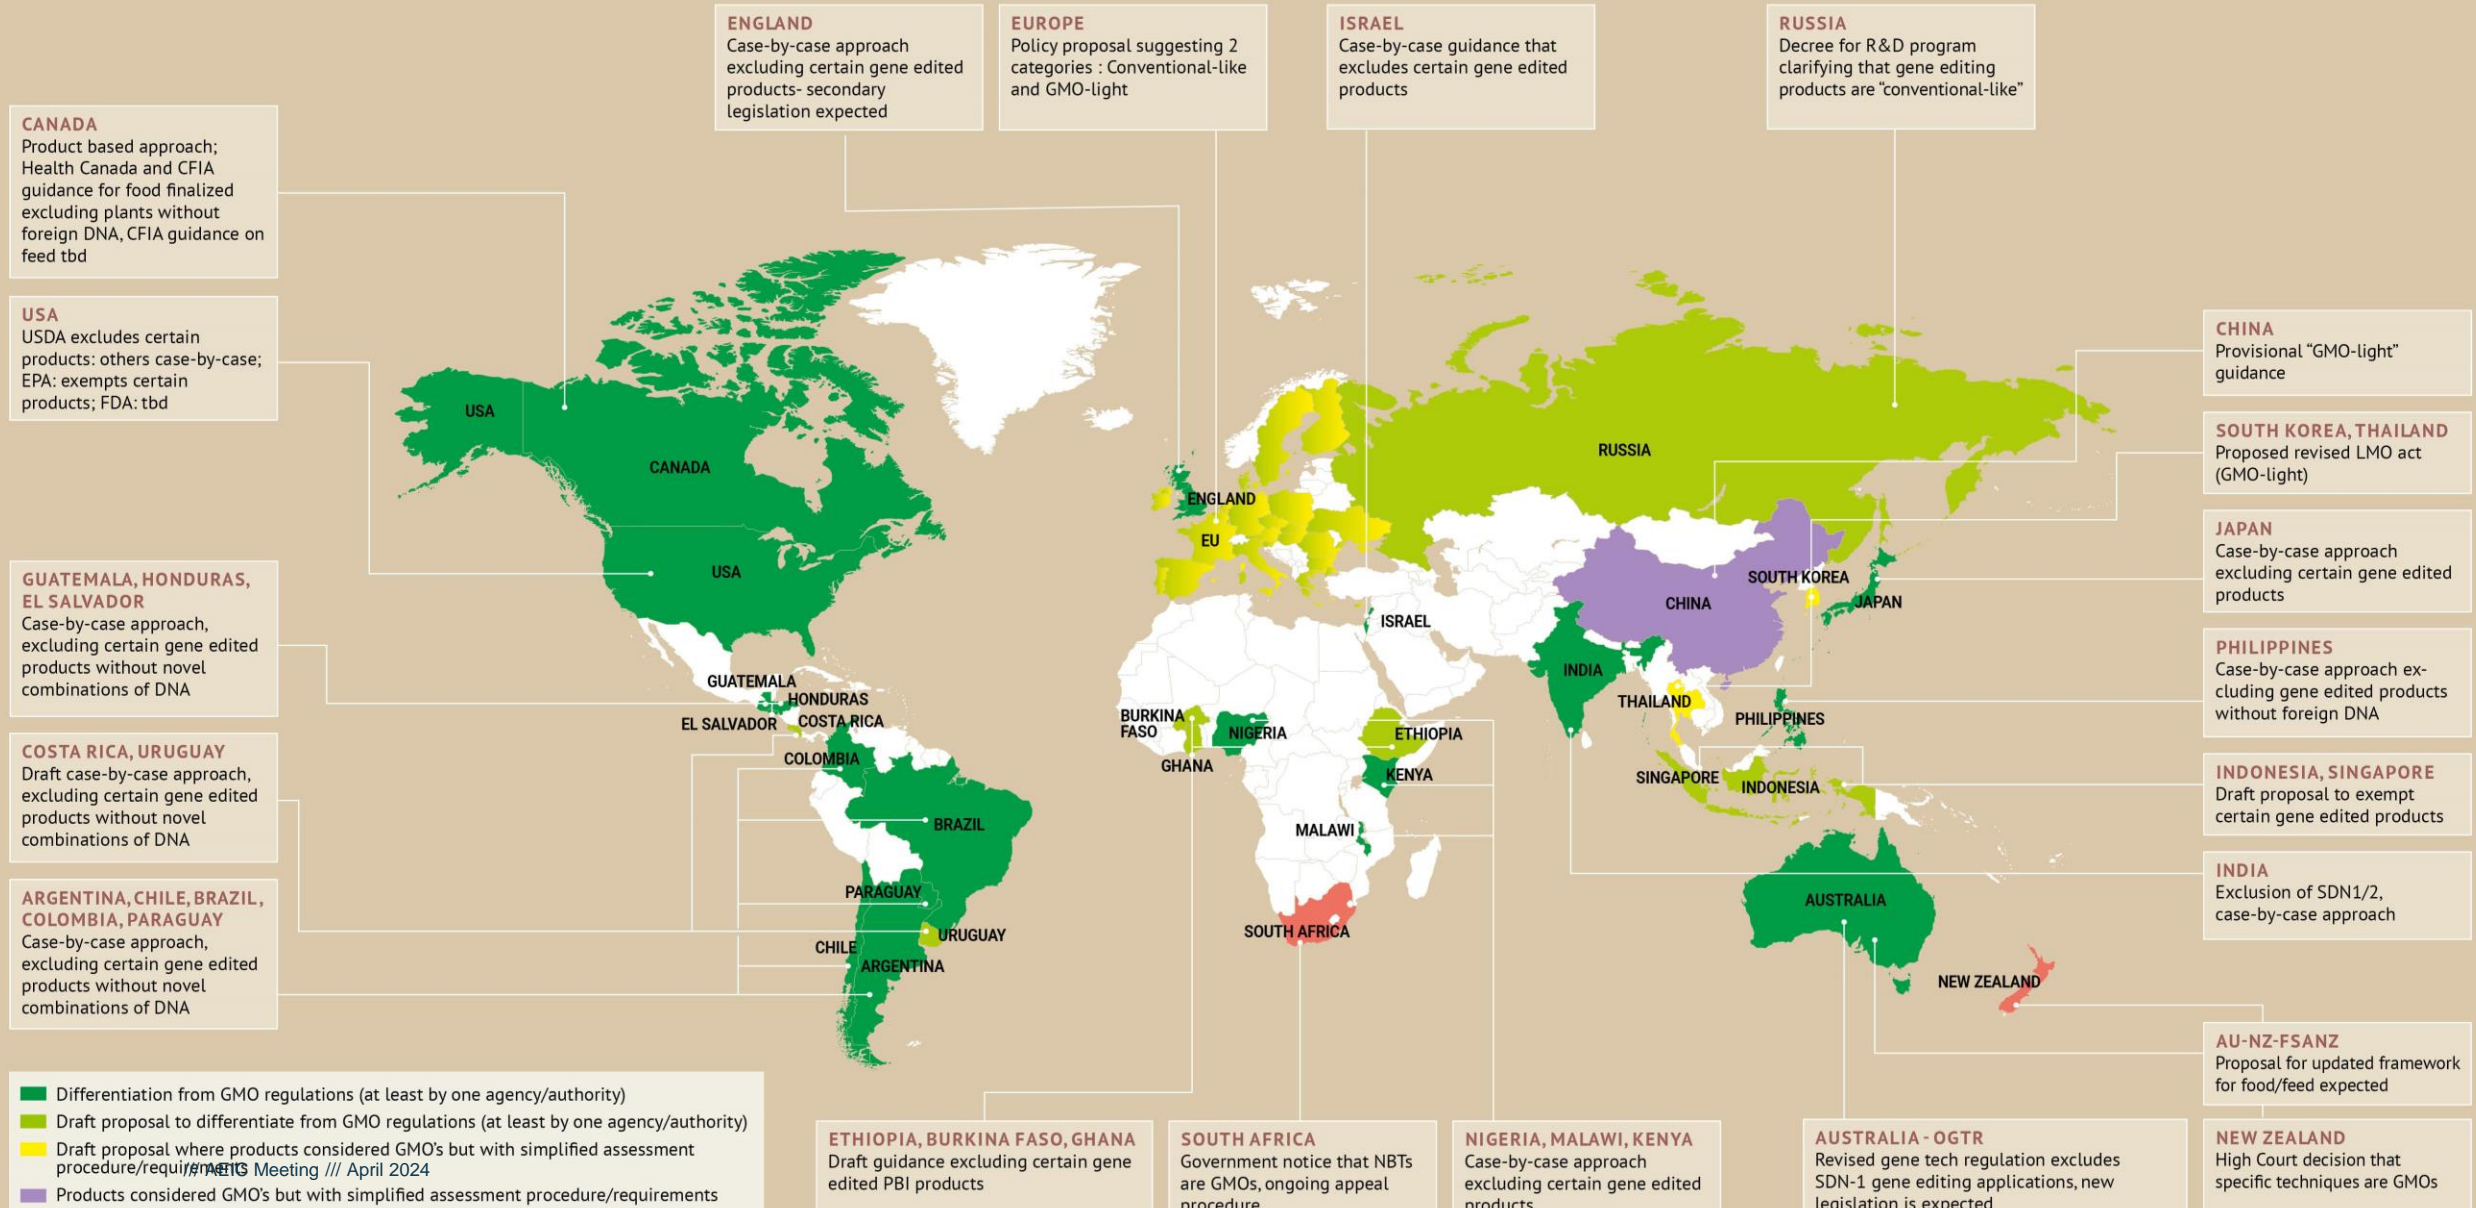 ENGLAND
Case-by-case approach
excluding certain gene edited
products- secondary
legislation expected
EUROPE
Policy proposal suggesting 2
categories : Conventional-like
and GMO-light
ISRAEL
Case-by-case guidance that
excludes certain gene edited
products
RUSSIA
Decree for R&D program
clarifying that gene editing
products are “conventional-like”
CANADA
Product based approach;
Health Canada and CFIA
guidance for food finalized
excluding plants without
foreign DNA, CFIA guidance on
feed tbd
USA
USDA excludes certain
products: others case-by-case;
EPA: exempts certain
products; FDA: tbd
GUATEMALA, HONDURAS,
EL SALVADOR
Case-by-case approach,
excluding certain gene edited
products without novel
combinations of DNA
COSTA RICA, URUGUAY
Draft case-by-case approach,
excluding certain gene edited
products without novel
combinations of DNA
ARGENTINA, CHILE, BRAZIL,
COLOMBIA, PARAGUAY
Case-by-case approach,
excluding certain gene edited
products without novel
combinations of DNA
USA
CANADA
USA
GUATEMALA
HONDURAS
EL SALVADOR
COSTA RICA
COLOMBIA
BRAZIL
PARAGUAY
URUGUAY
CHILE
ARGENTINA
ENGLAND
EU
RUSSIA
ISRAEL
BURKINA
FASO
NIGERIA
GHANA
ETHIOPIA
KENYA
MALAWI
SOUTH AFRICA
SOUTH KOREA
CHINA
JAPAN
INDIA
THAILAND
PHILIPPINES
SINGAPORE
INDONESIA
AUSTRALIA
NEW ZEALAND
CHINA
Provisional “GMO-light”
guidance
SOUTH KOREA, THAILAND
Proposed revised LMO act
(GMO-light)
JAPAN
Case-by-case approach
excluding certain gene edited
products
PHILIPPINES
Case-by-case approach ex-
cluding gene edited products
without foreign DNA
INDONESIA, SINGAPORE
Draft proposal to exempt
certain gene edited products
INDIA
Exclusion of SDN1/2,
case-by-case approach
AU-NZ-FSANZ
Proposal for updated framework
for food/feed expected
Differentiation from GMO regulations (at least by one agency/authority)
Draft proposal to differentiate from GMO regulations (at least by one agency/authority)
Draft proposal where products considered GMO’s but with simplified assessment
procedure/requirements
/// AEIC Meeting /// April 2024
Products considered GMO’s but with simplified assessment procedure/requirements
ETHIOPIA, BURKINA FASO, GHANA
Draft guidance excluding certain gene
edited PBI products
SOUTH AFRICA
Government notice that NBTs
are GMOs, ongoing appeal
procedure
NIGERIA, MALAWI, KENYA
Case-by-case approach
excluding certain gene edited
products
AUSTRALIA - OGTR
Revised gene tech regulation excludes
SDN-1 gene editing applications, new
legislation is expected
NEW ZEALAND
High Court decision that
specific techniques are GMOs